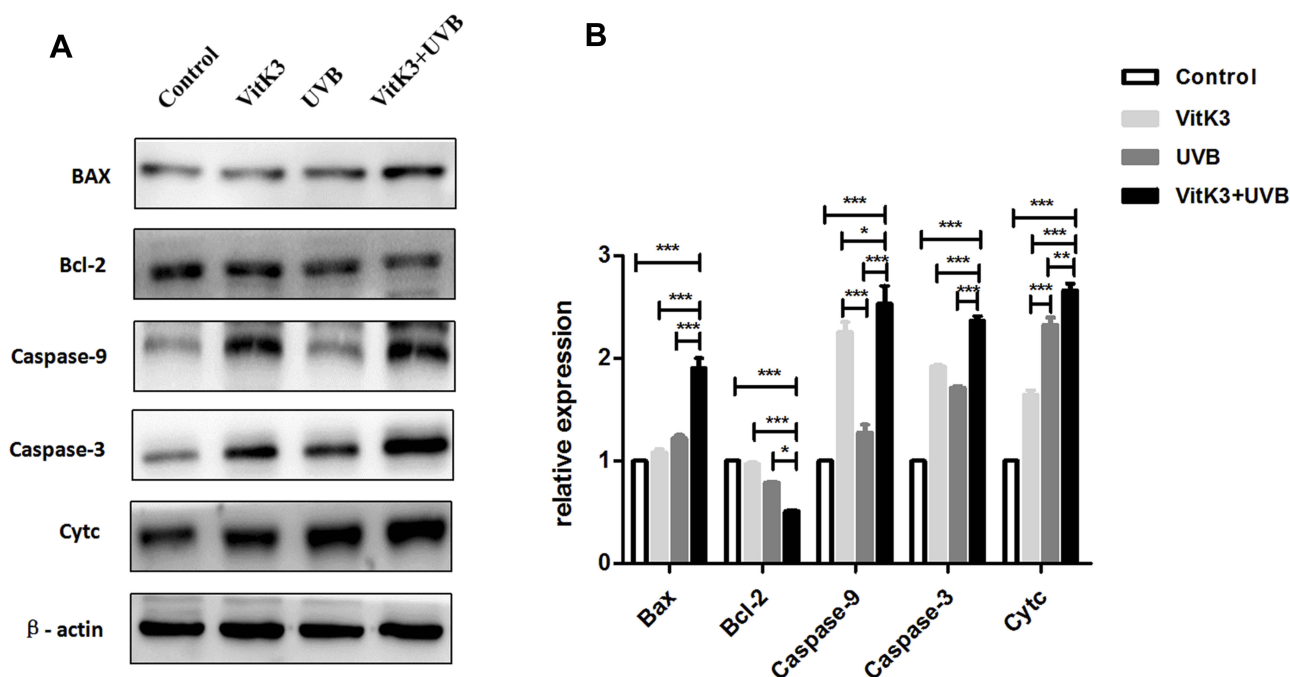 A
Control
VitK3
UVB
VitK3+UVB
BAX
Bcl-2
Caspase-9
Caspase-3
Cytc
β - actin
B
Control
VitK3
UVB
VitK3+UVB
relative expression
3
2
1
0
***
***
***
***
***
*
***
*
***
***
***
***
***
***
***
**
***
Bax
Bcl-2
Caspase-9
Caspase-3
Cytc